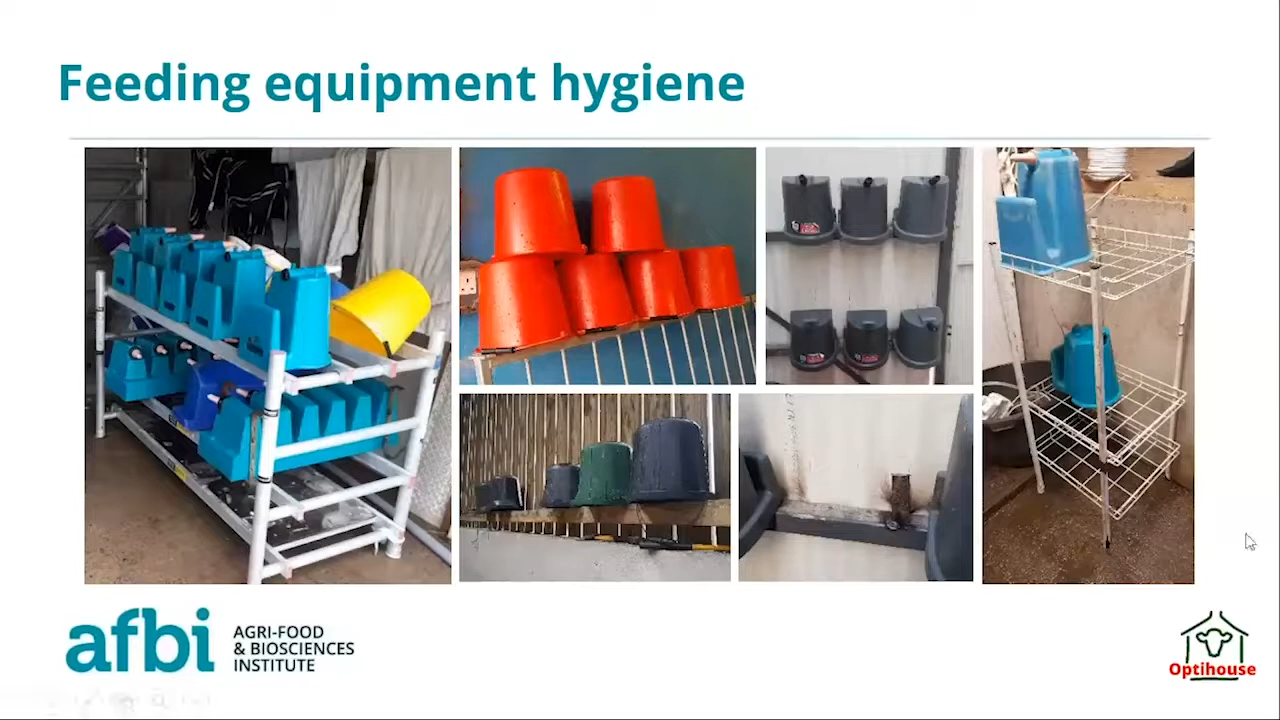 Feeding equipment hygiene
afbi
AGRI-FOOD
& BIOSCIENCES
INSTITUTE
Optihouse